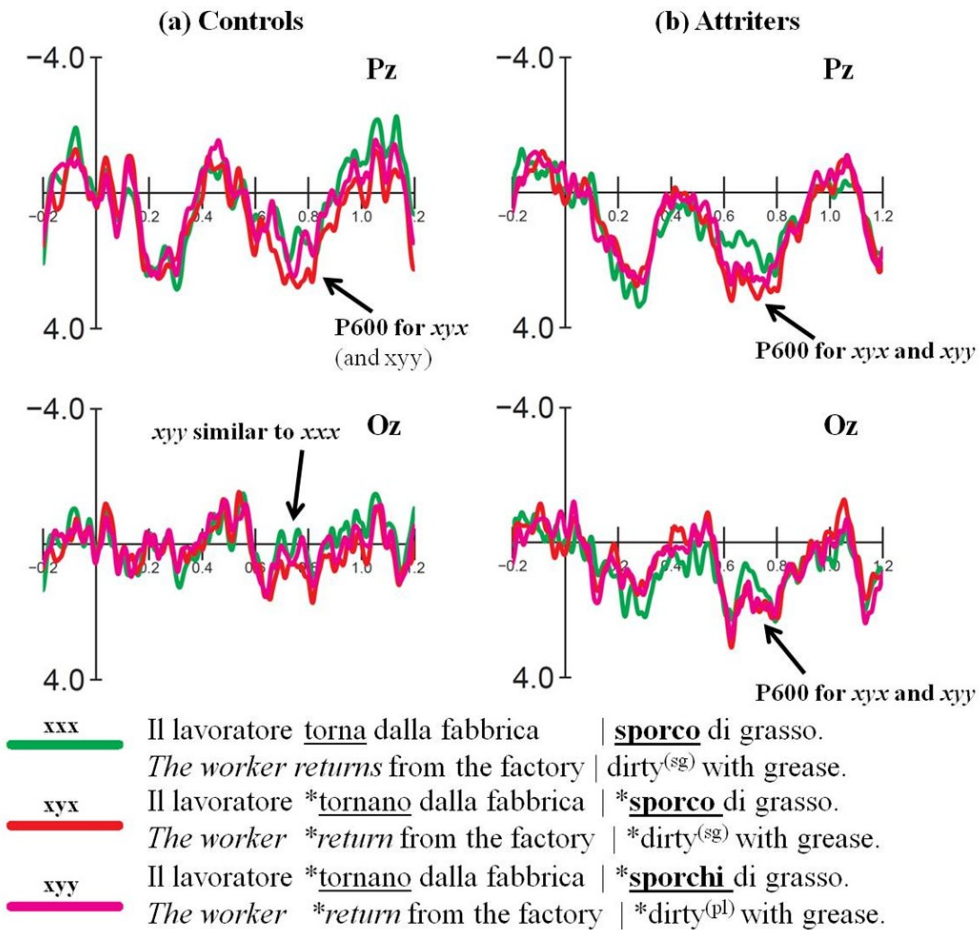 (a) Controls
(b) Attriters
−4.0
Pz
−0.2 0.2 0.4 0.6 0.8 1.0 1.2
4.0
P600 for xyx
(and xyy)
−4.0
Pz
−0.2 0.2 0.4 0.6 0.8 1.0 1.2
4.0
P600 for xyx and xyy
−4.0
xyy similar to xxx
Oz
−0.2 0.2 0.4 0.6 0.8 1.0 1.2
4.0
−4.0
Oz
−0.2 0.2 0.4 0.6 0.8 1.0 1.2
4.0
P600 for xyx and xyy
xxx
Il lavoratore torna dalla fabbrica | sporco di grasso.
The worker returns from the factory | dirty(sg) with grease.
xyx
Il lavoratore *tornano dalla fabbrica | *sporco di grasso.
The worker *return from the factory | *dirty(sg) with grease.
xyy
Il lavoratore *tornano dalla fabbrica | *sporchi di grasso.
The worker *return from the factory | *dirty(pl) with grease.